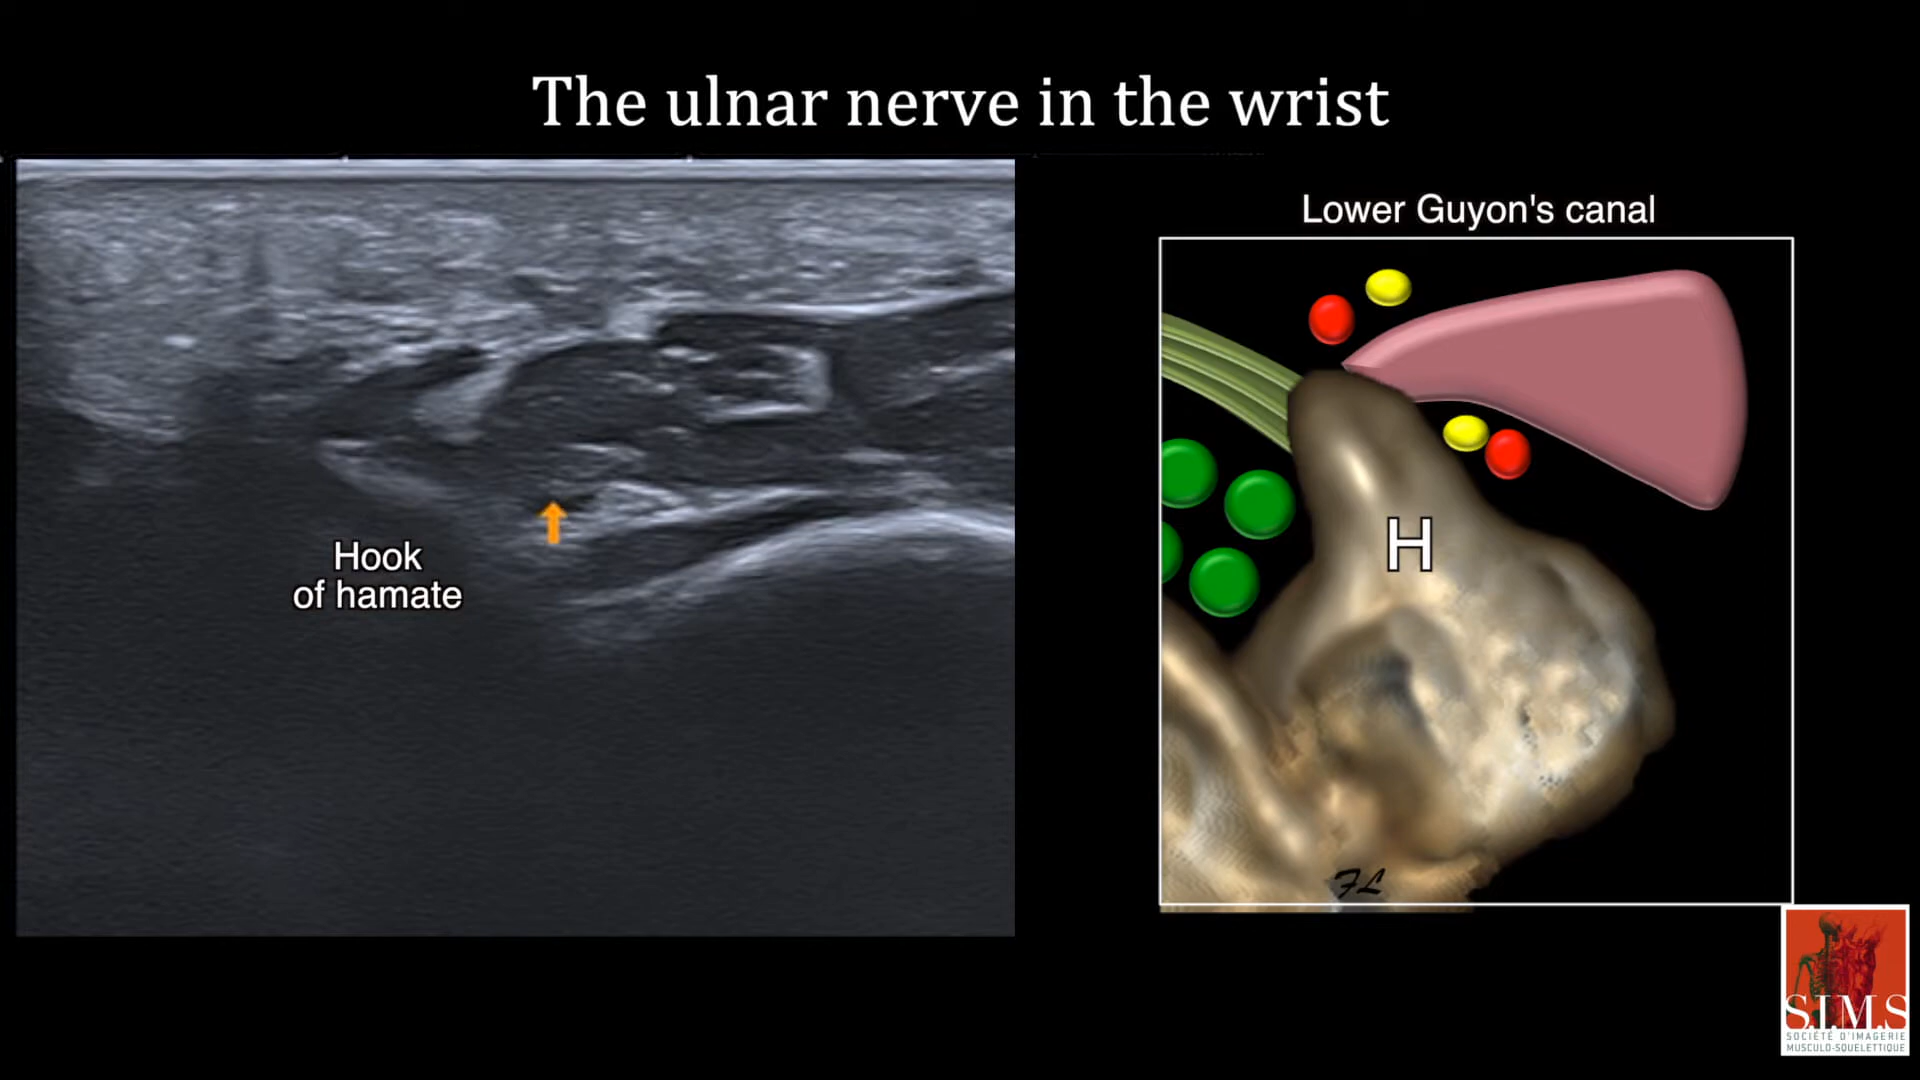 The ulnar nerve in the wrist
Lower Guyon's canal
Hook
of hamate
H
FL
S.I.M.S
SOCIÉTÉ D'IMAGERIE
MUSCULO-SQUELETTIQUE